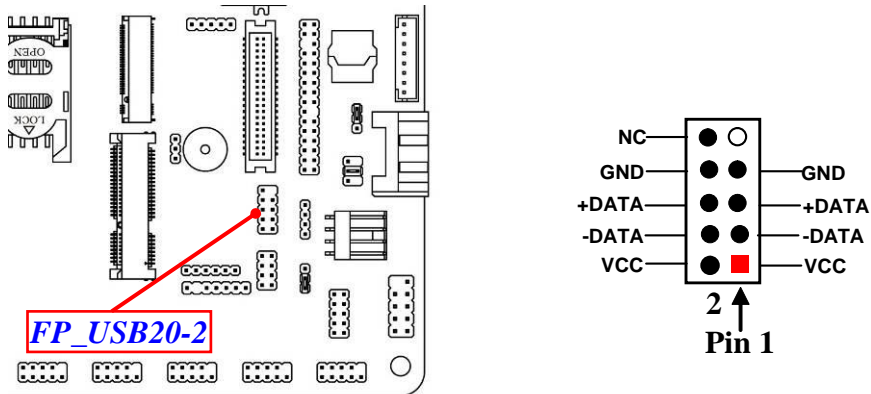 OPEN
LOCK
FP_USB20-2
NC
GND GND
+DATA +DATA
-DATA -DATA
VCC VCC
2
Pin 1